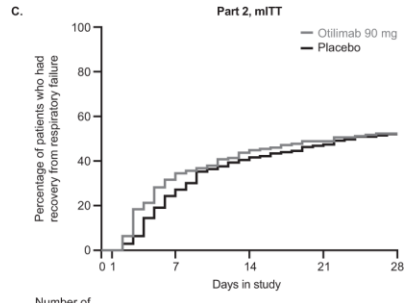 C.
Part 2, mITT
Otilimab 90 mg
Placebo
Percentage of patients who had
recovery from respiratory failure
100
80
60
40
20
0
0 1 7 14 21 28
Days in study
Number of